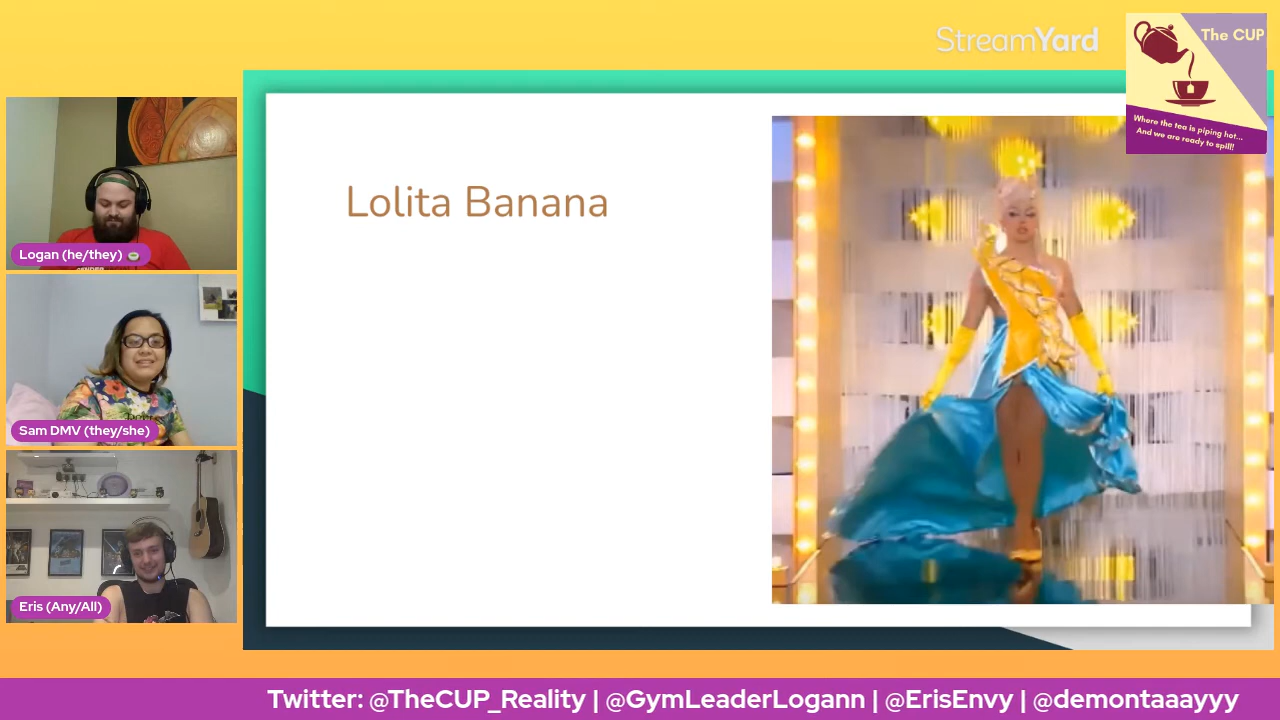 StreamYard
The CUP
Where the tea is piping hot...
And we are ready to spill!
Lolita Banana
Logan (he/they) 🍵
Sam DMV (they/she)
Eris (Any/All)
Twitter: @TheCUP_Reality | @GymLeaderLogann | @ErisEnvy | @demontaaayyy